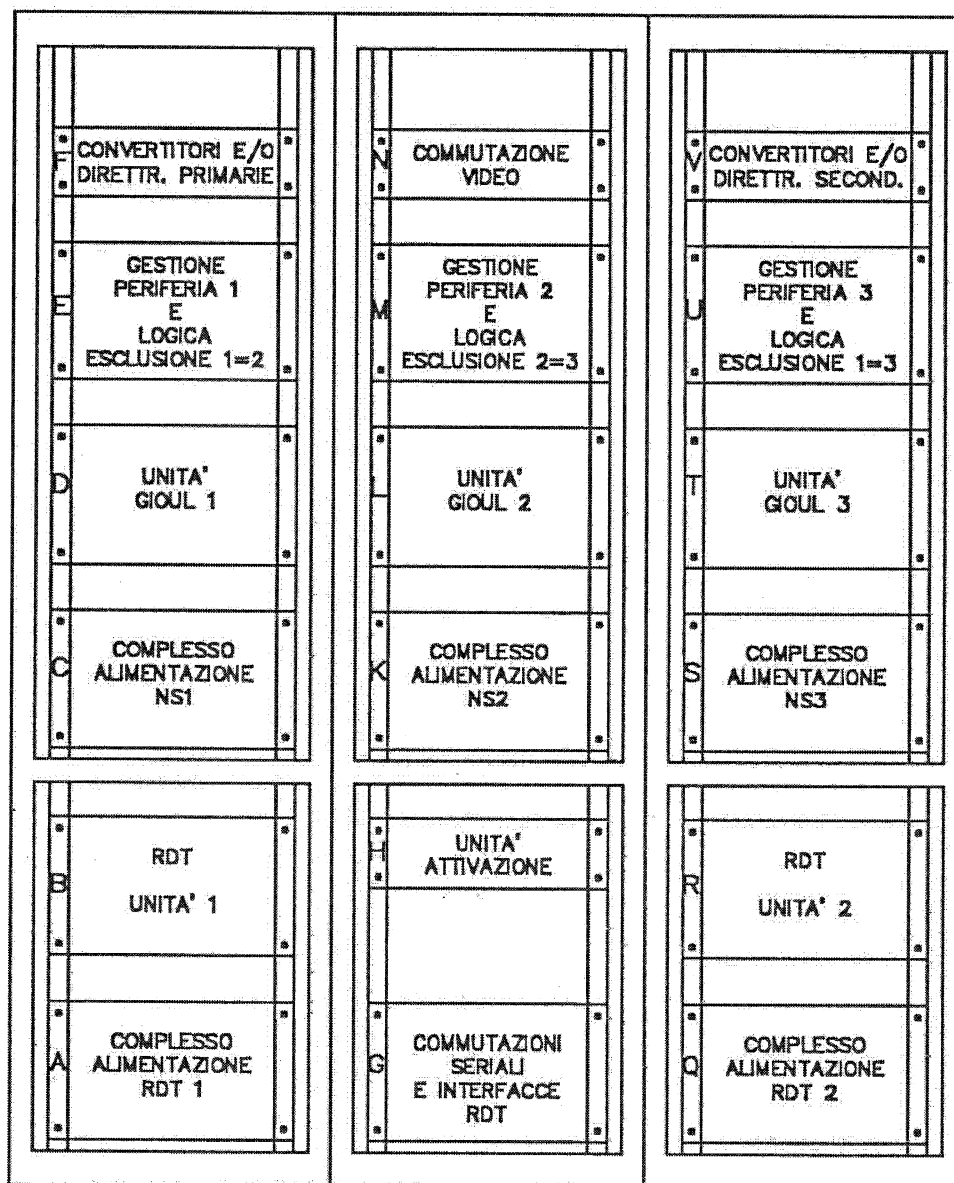 F
CONVERTITORI E/O
DIRETTR. PRIMARIE
E
GESTIONE
PERIFERIA 1
E
LOGICA
ESCLUSIONE 1=2
D
UNITA'
GIOUL 1
C
COMPLESSO
ALIMENTAZIONE
NS1
B
RDT
UNITA' 1
A
COMPLESSO
ALIMENTAZIONE
RDT 1
N
COMMUTAZIONE
VIDEO
M
GESTIONE
PERIFERIA 2
E
LOGICA
ESCLUSIONE 2=3
L
UNITA'
GIOUL 2
K
COMPLESSO
ALIMENTAZIONE
NS2
H
UNITA'
ATTIVAZIONE
G
COMMUTAZIONI
SERIALI
E INTERFACCE
RDT
V
CONVERTITORI E/O
DIRETTR. SECOND.
U
GESTIONE
PERIFERIA 3
E
LOGICA
ESCLUSIONE 1=3
T
UNITA'
GIOUL 3
S
COMPLESSO
ALIMENTAZIONE
NS3
R
RDT
UNITA' 2
Q
COMPLESSO
ALIMENTAZIONE
RDT 2